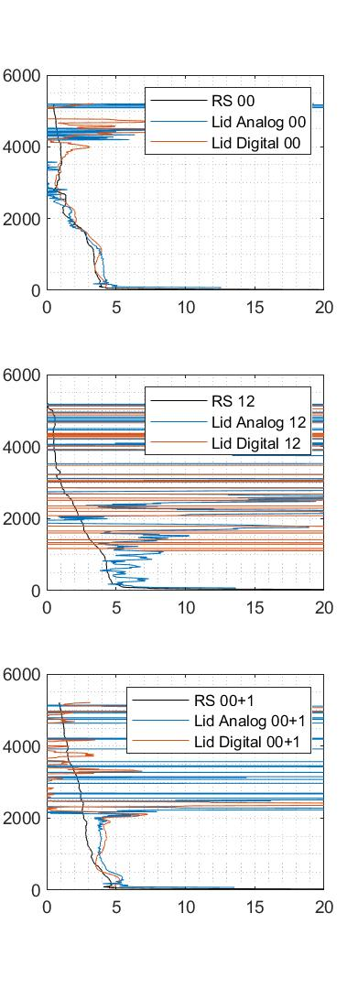 6000
RS 00
Lid Analog 00
Lid Digital 00
4000
2000
0
0 5 10 15 20
6000
RS 12
Lid Analog 12
Lid Digital 12
4000
2000
0
0 5 10 15 20
6000
RS 00+1
Lid Analog 00+1
Lid Digital 00+1
4000
2000
0
0 5 10 15 20